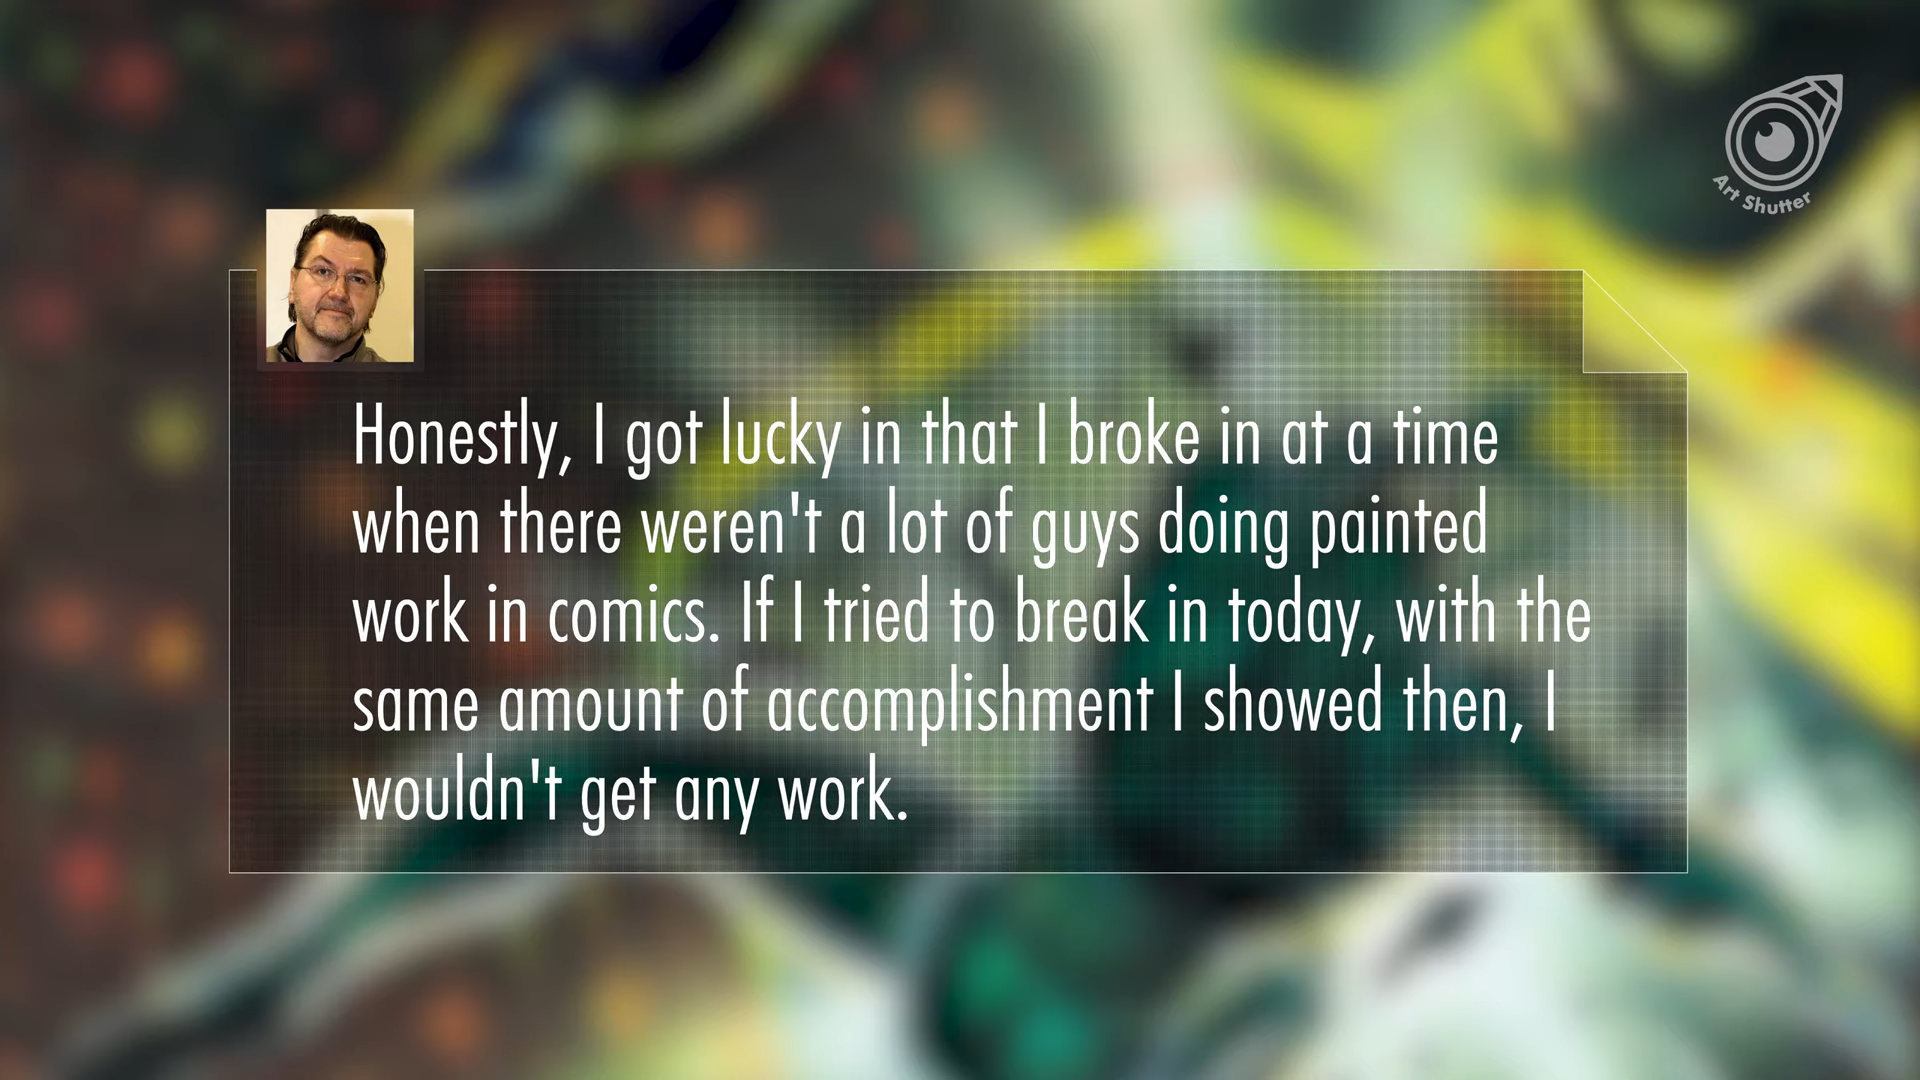 Art Shutter
Honestly, I got lucky in that I broke in at a time
when there weren't a lot of guys doing painted
work in comics. If I tried to break in today, with the
same amount of accomplishment I showed then, I
wouldn't get any work.